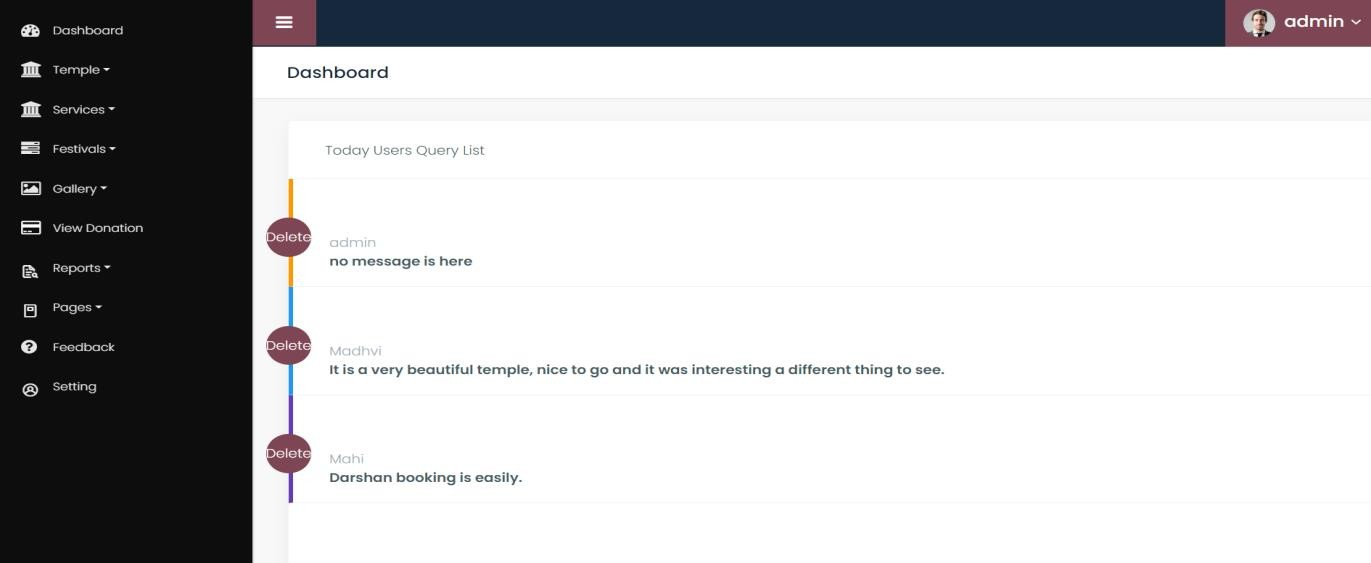 Dashboard
Temple
Services
Festivals
Gallery
View Donation
Reports
Pages
Feedback
Setting
admin
Dashboard
Today Users Query List
Delete
admin
no message is here
Delete
Madhvi
It is a very beautiful temple, nice to go and it was interesting a different thing to see.
Delete
Mahi
Darshan booking is easily.